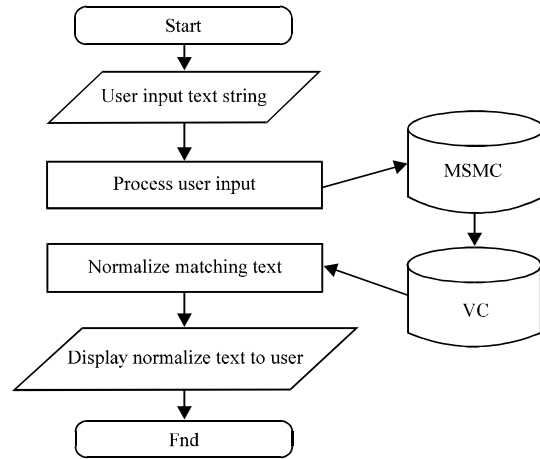 Start
User input text string
Process user input
MSMC
Normalize matching text
VC
Display normalize text to user
Fnd